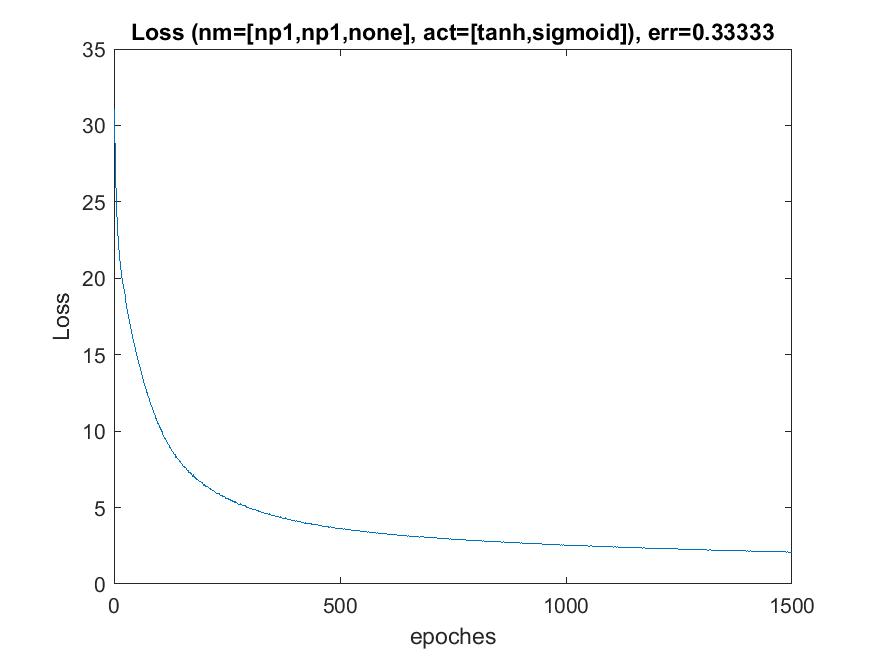 Loss (nm=[np1,np1,none], act=[tanh,sigmoid]), err=0.33333
35
30
25
20
15
10
5
0
Loss
0 500 1000 1500
epoches